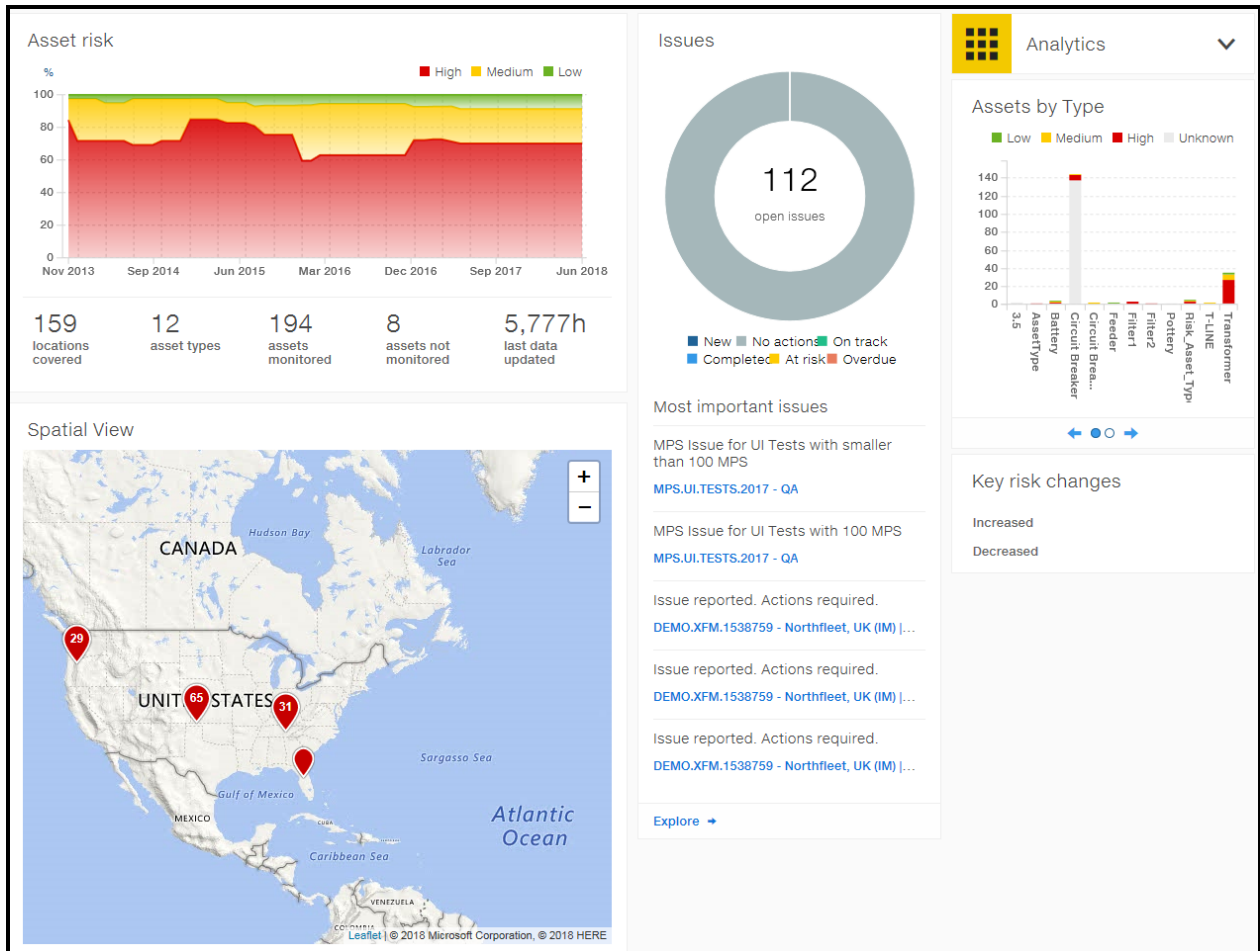 Asset risk
%
High Medium Low
100
80
60
40
20
0
Nov 2013 Sep 2014 Jun 2015 Mar 2016 Dec 2016 Sep 2017 Jun 2018
159 12 194 8 5,777h
locations covered
asset types
assets monitored
assets not monitored
last data updated
Spatial View
+
−
Hudson Bay
CANADA
Labrador
Sea
29
UNITED STATES
65
31
Sargasso Sea
Gulf of Mexico
MEXICO
Atlantic
Ocean
CUBA
Caribbean Sea
VENEZUELA
COLOMBIA
Leaflet | © 2018 Microsoft Corporation, © 2018 HERE
Issues
112
open issues
New No actions On track
Completed At risk Overdue
Most important issues
MPS Issue for UI Tests with smaller
than 100 MPS
MPS.UI.TESTS.2017 - QA
MPS Issue for UI Tests with 100 MPS
MPS.UI.TESTS.2017 - QA
Issue reported. Actions required.
DEMO.XFM.1538759 - Northfleet, UK (IM) |...
Issue reported. Actions required.
DEMO.XFM.1538759 - Northfleet, UK (IM) |...
Issue reported. Actions required.
DEMO.XFM.1538759 - Northfleet, UK (IM) |...
Explore
Analytics
Assets by Type
Low Medium High Unknown
140
120
100
80
60
40
20
0
3.5
AssetType
Battery
Circuit Breaker
Circuit Brea...
Feeder
Filter1
Filter2
Pottery
Risk_Asset_Typ
T-LINE
Transformer
Key risk changes
Increased
Decreased